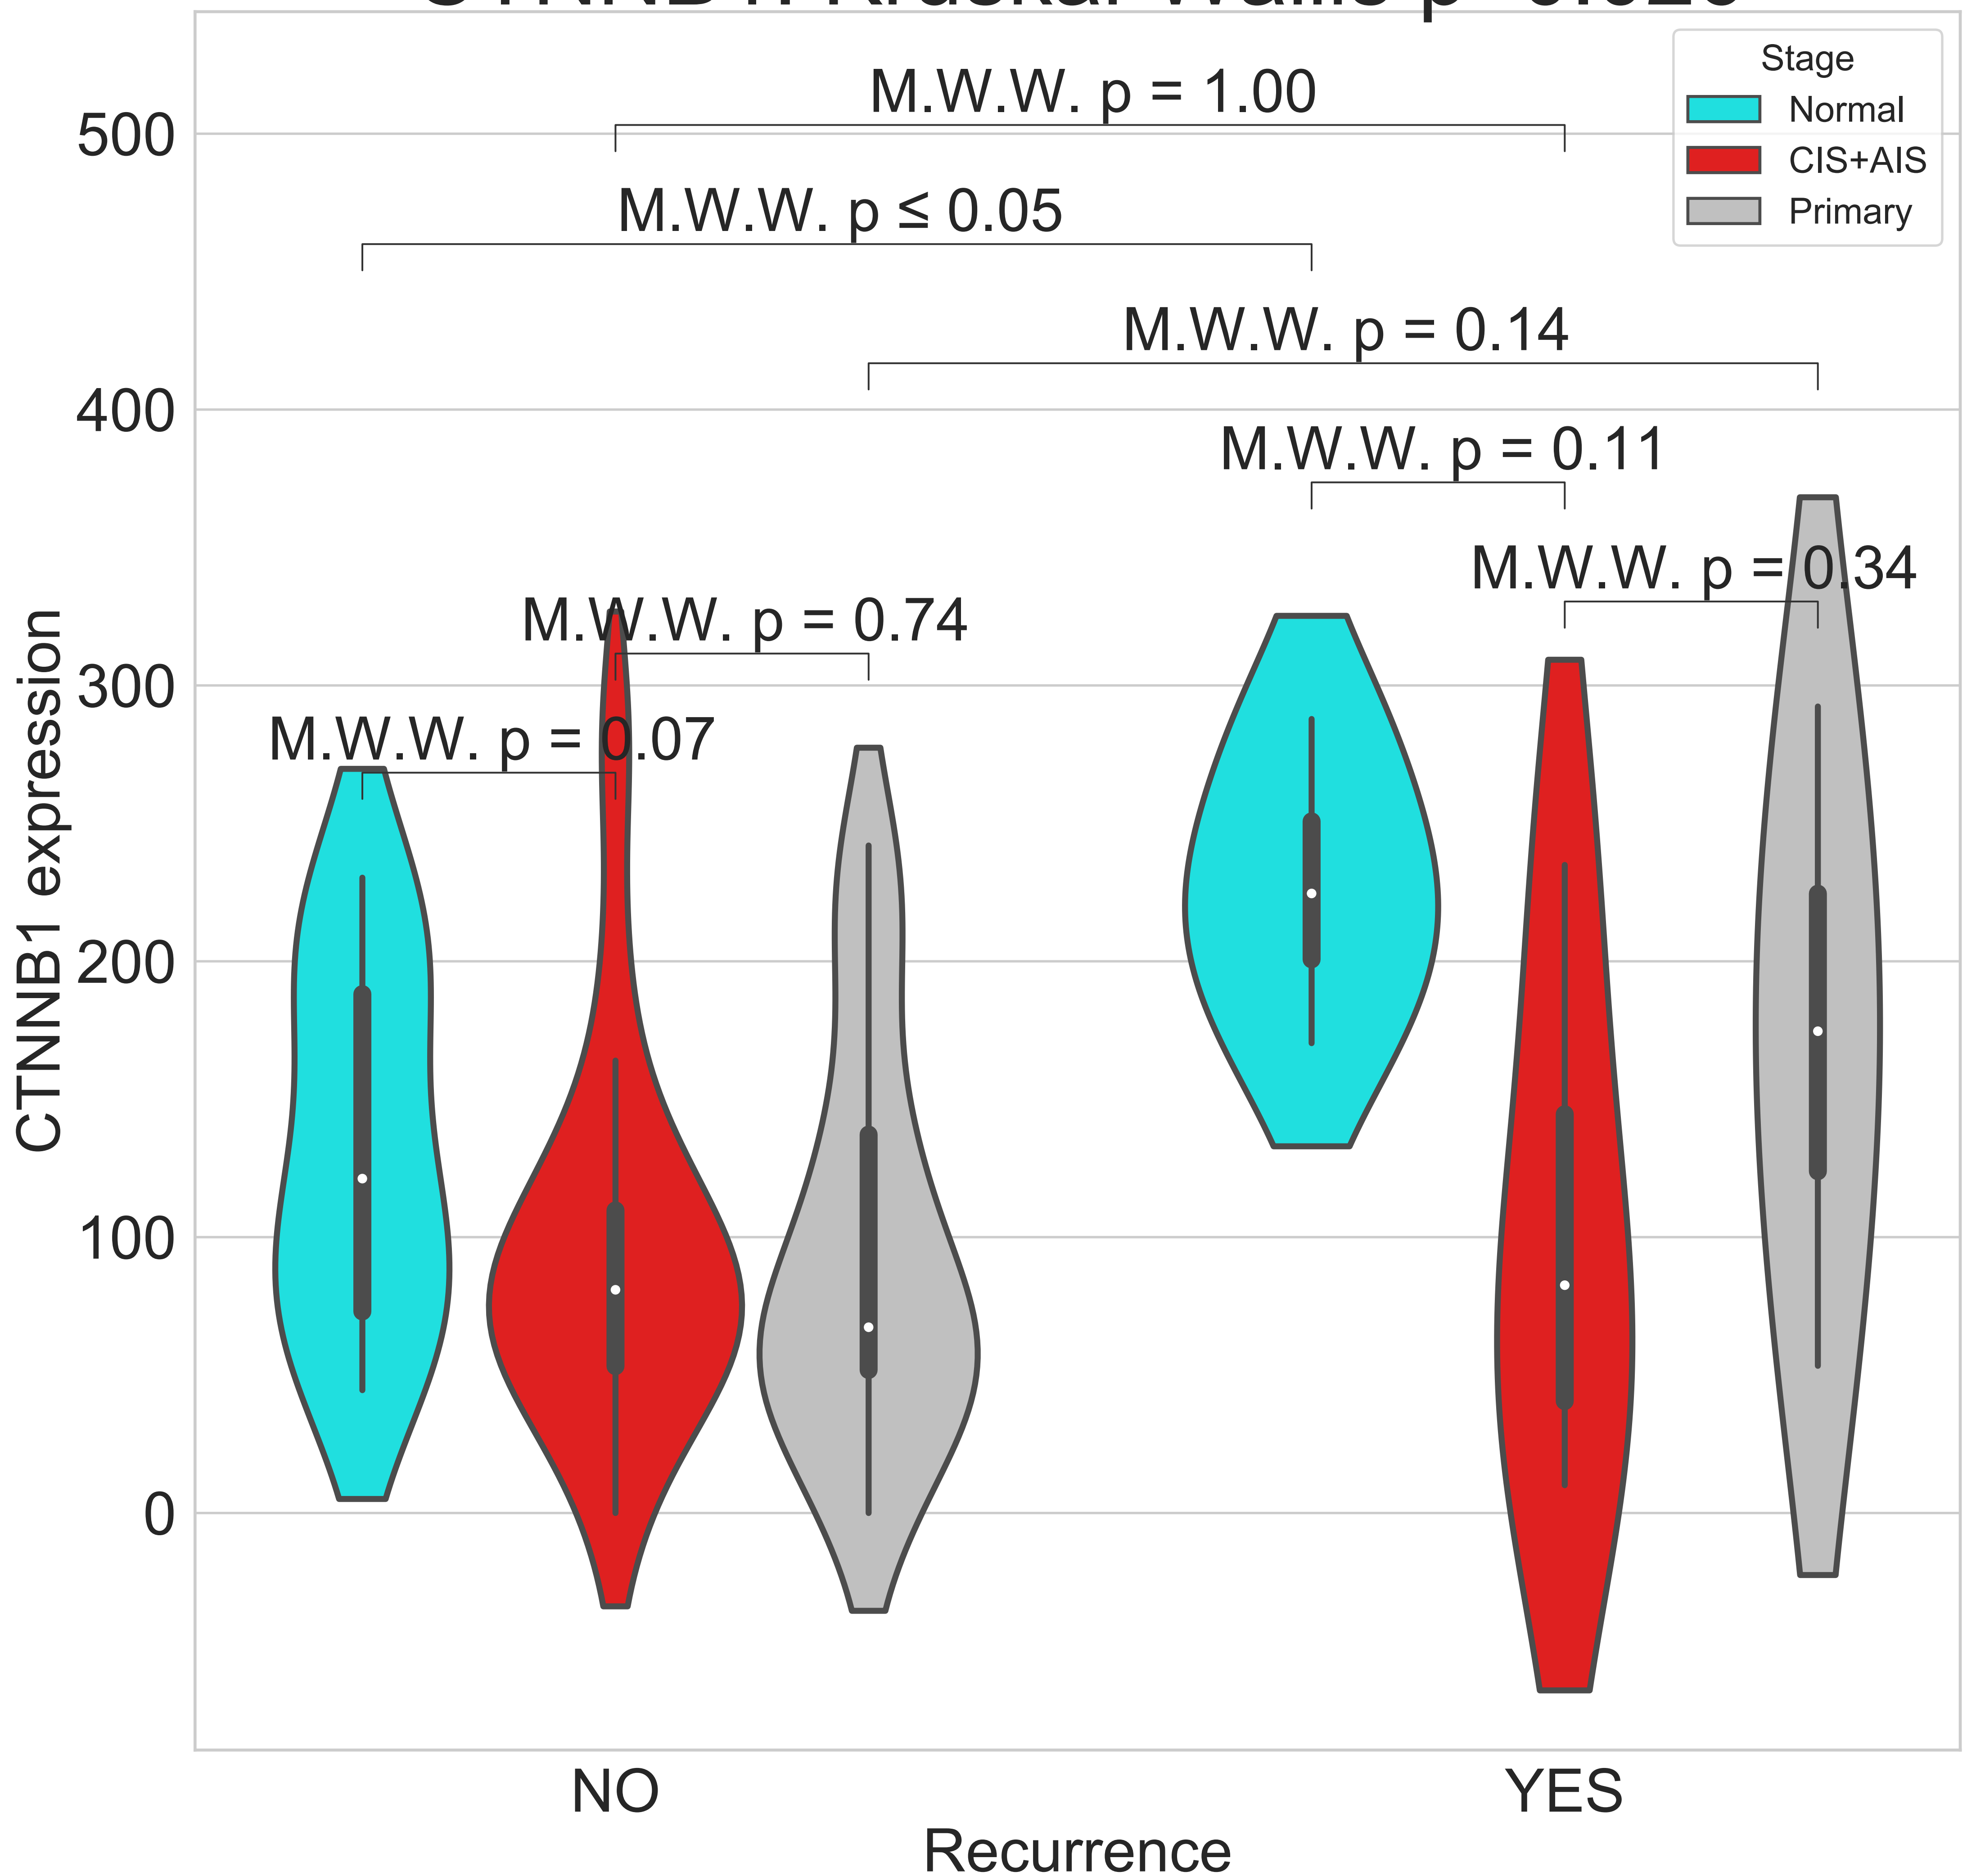 M.W.W. p = 1.00
M.W.W. p ≤ 0.05
M.W.W. p = 0.14
M.W.W. p = 0.11
M.W.W. p = 0.34
M.W.W. p = 0.74
M.W.W. p = 0.07
Stage
Normal
CIS+AIS
Primary
500
400
300
200
100
0
CTNNB1 expression
NO
YES
Recurrence